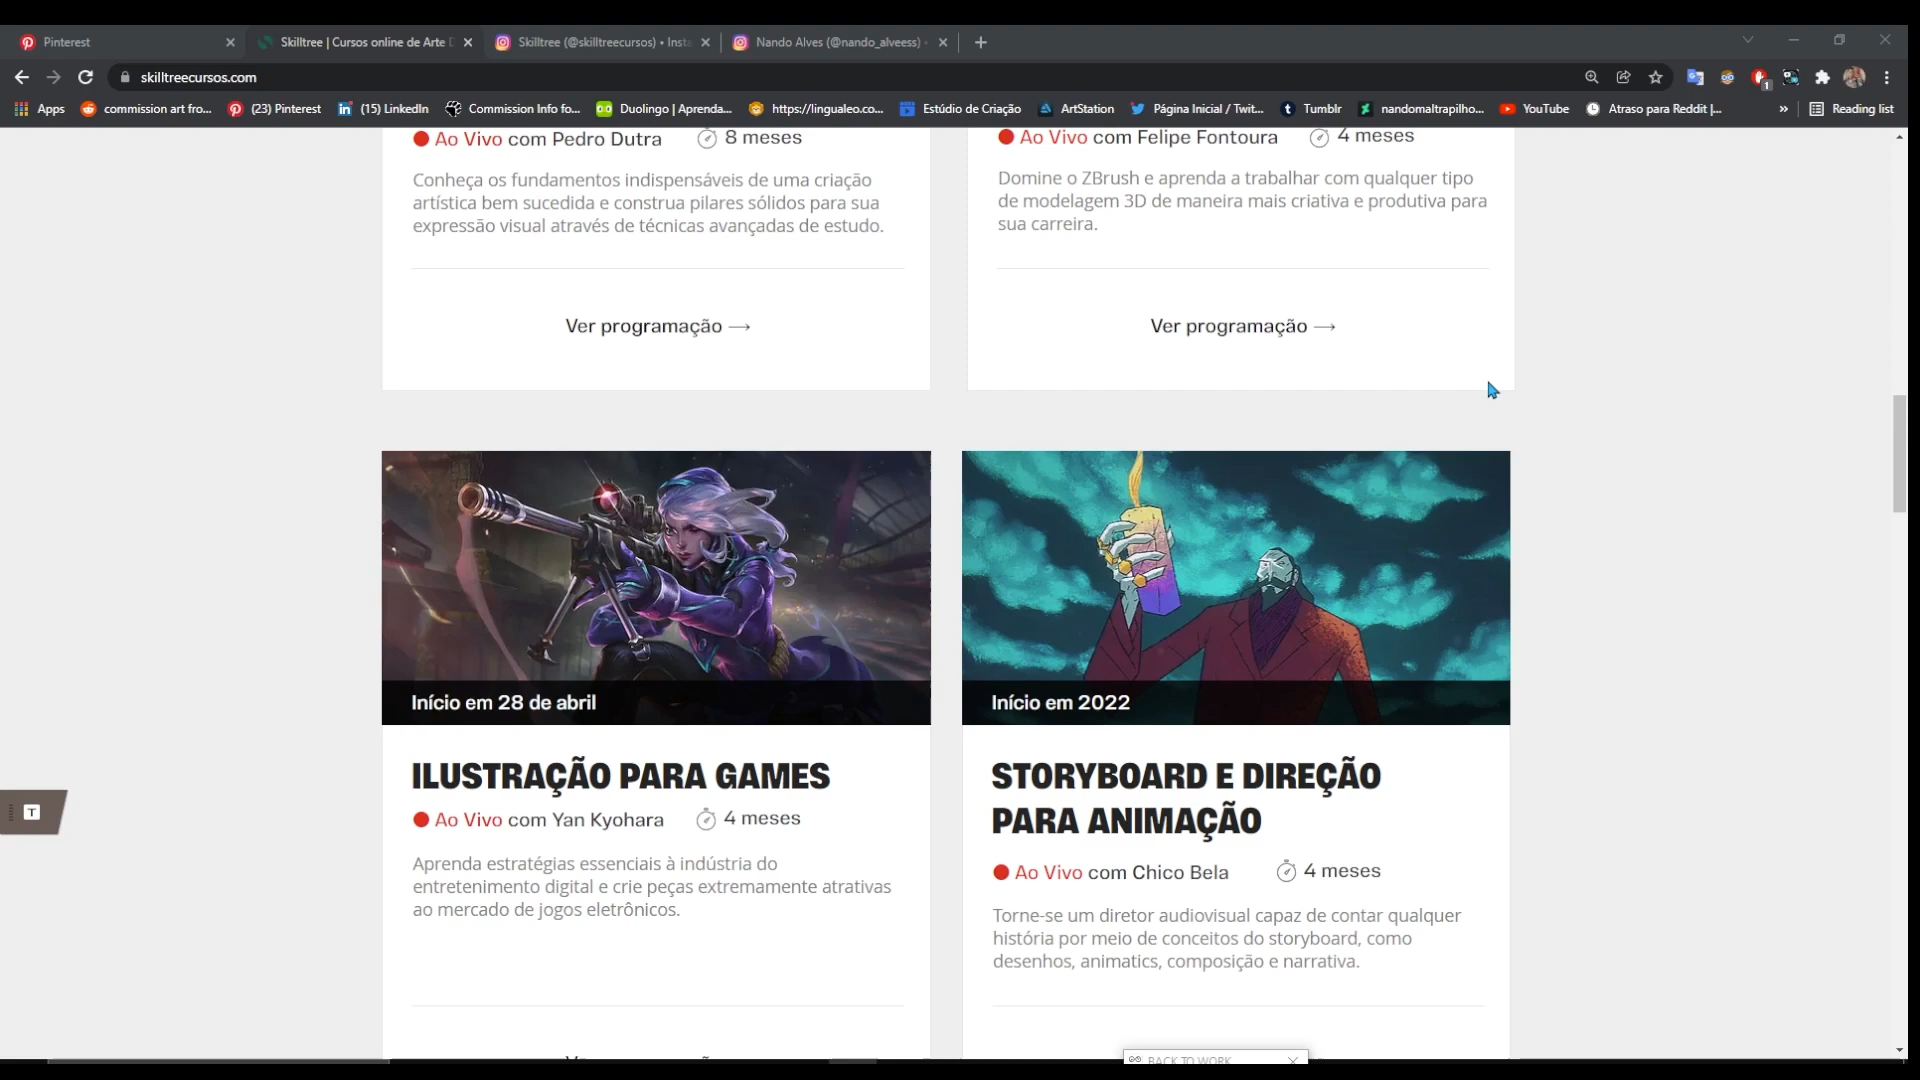 Pinterest
Skilltree | Cursos online de Arte D
Skilltree (@skilltreecursos) • Insta
Nando Alves (@nando_alveess) •
skilltreecursos.com
1
Apps
commission art fro...
(23) Pinterest
(15) LinkedIn
Commission Info fo...
Duolingo | Aprenda...
https://lingualeo.co...
Estúdio de Criação
ArtStation
Página Inicial / Twit...
Tumblr
nandomaltrapilho...
YouTube
Atraso para Reddit |...
»
Reading list
Ao Vivo com Pedro Dutra
8 meses
Conheça os fundamentos indispensáveis de uma criação
artística bem sucedida e construa pilares sólidos para sua
expressão visual através de técnicas avançadas de estudo.
Ver programação →
Ao Vivo com Felipe Fontoura
4 meses
Domine o ZBrush e aprenda a trabalhar com qualquer tipo
de modelagem 3D de maneira mais criativa e produtiva para
sua carreira.
Ver programação →
Início em 28 de abril
ILUSTRAÇÃO PARA GAMES
Ao Vivo com Yan Kyohara
4 meses
Aprenda estratégias essenciais à indústria do
entretenimento digital e crie peças extremamente atrativas
ao mercado de jogos eletrônicos.
Início em 2022
STORYBOARD E DIREÇÃO
PARA ANIMAÇÃO
Ao Vivo com Chico Bela
4 meses
Torne-se um diretor audiovisual capaz de contar qualquer
história por meio de conceitos do storyboard, como
desenhos, animatics, composição e narrativa.
T
BACK TO WORK